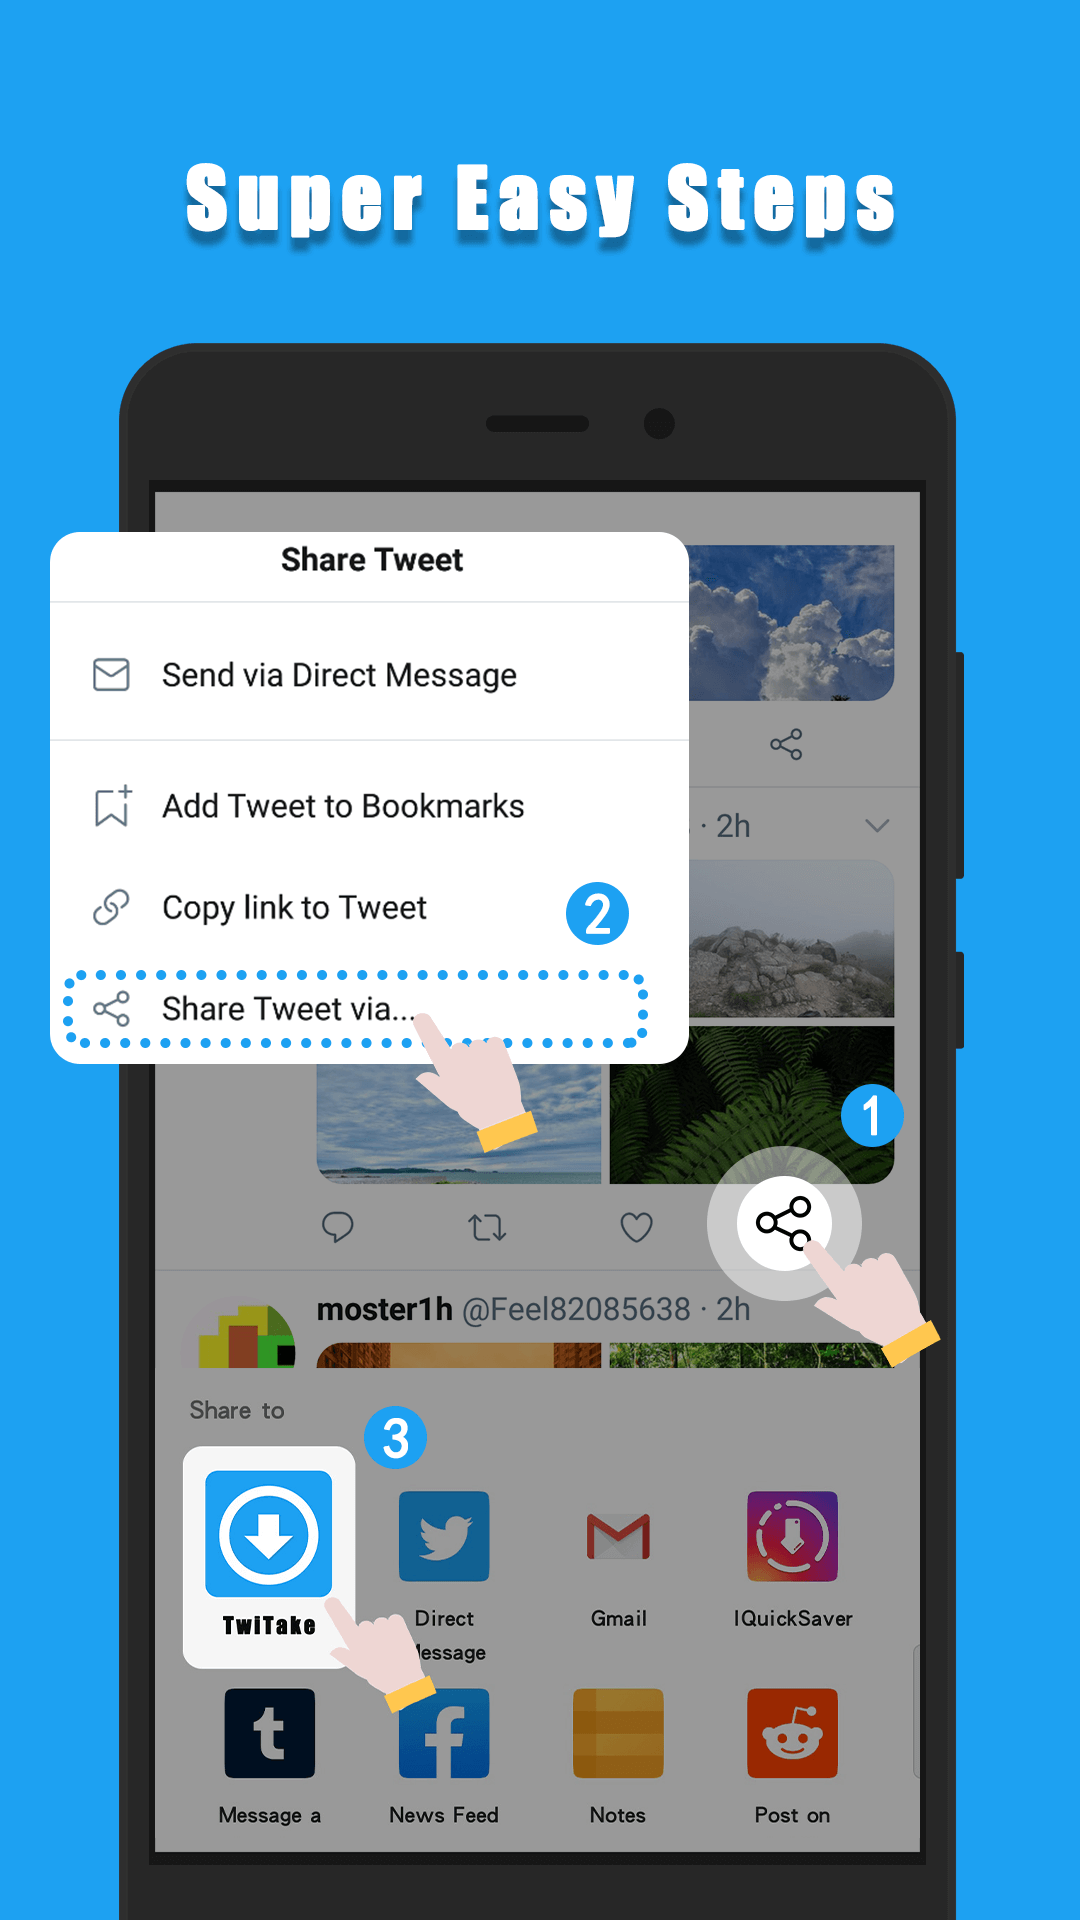 Super Easy Steps
Share Tweet
Send via Direct Message
Add Tweet to Bookmarks
Copy link to Tweet
2
Share Tweet via...
· 2h
1
moster1h @Feel82085638 · 2h
Share to
3
TwiTake
Direct
essage
Gmail
IQuickSaver
Message a
News Feed
Notes
Post on